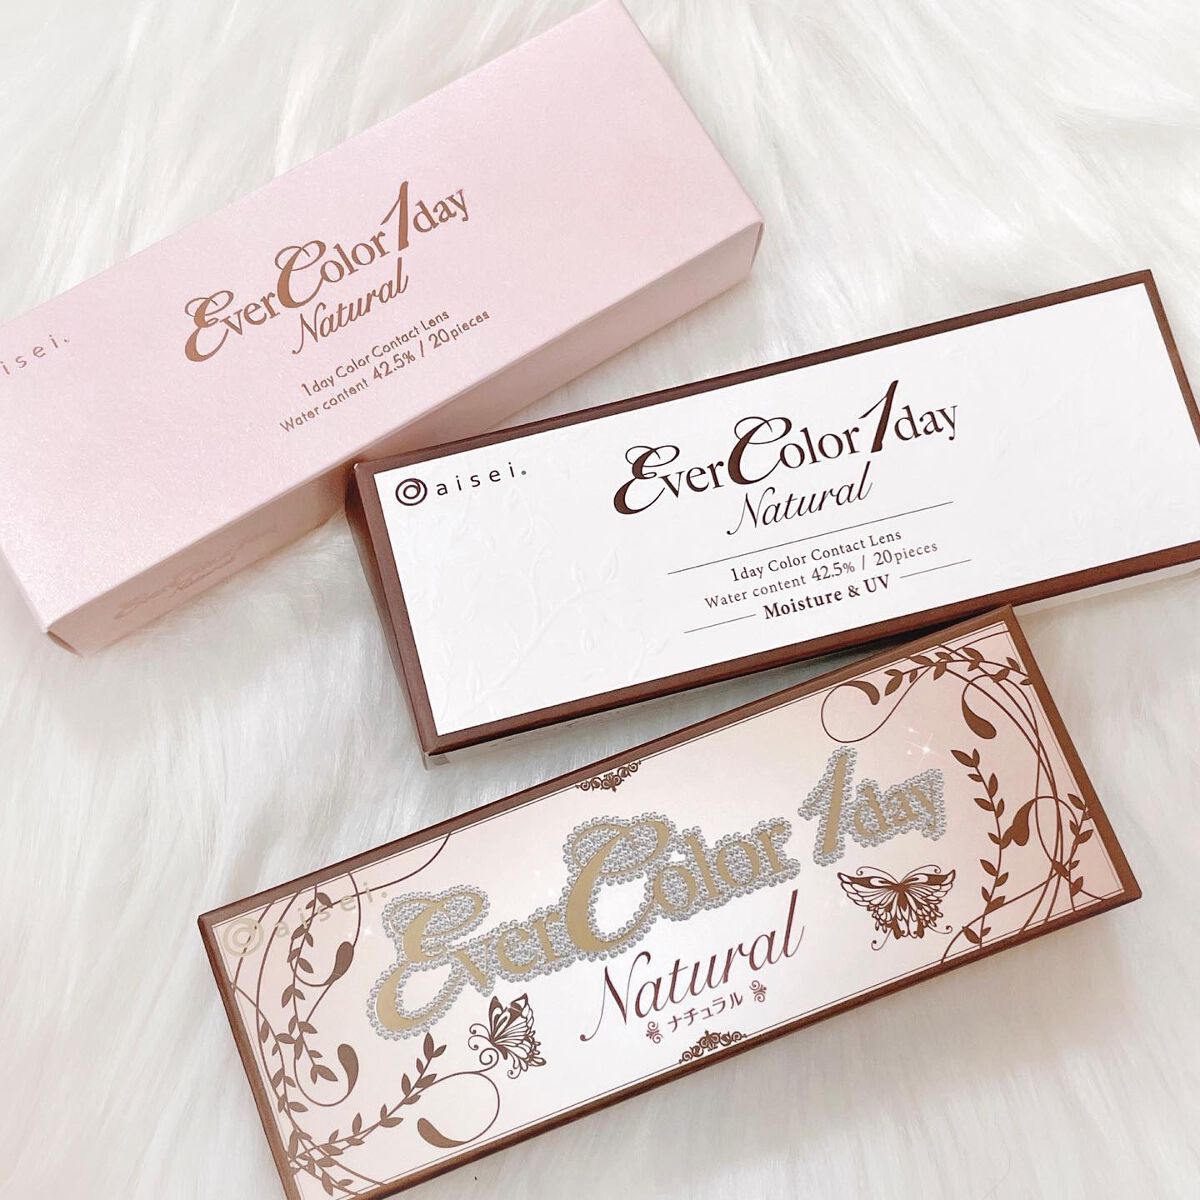 isei.
EverColor1day
Natural
1day Color Contact Lens
Water content 42.5% / 20pieces
aisei.
EverColor1day
Natural
1day Color Contact Lens
Water content 42.5% / 20pieces
Moisture & UV
aisei.
EverColor1day
Natural
ナチュラル